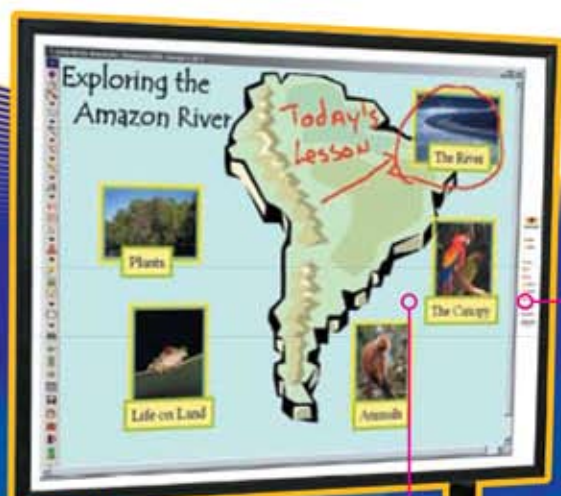 Exploring the
Amazon River
Today's
Lesson
The River
Plants
The Canopy
Life on Land
Animals